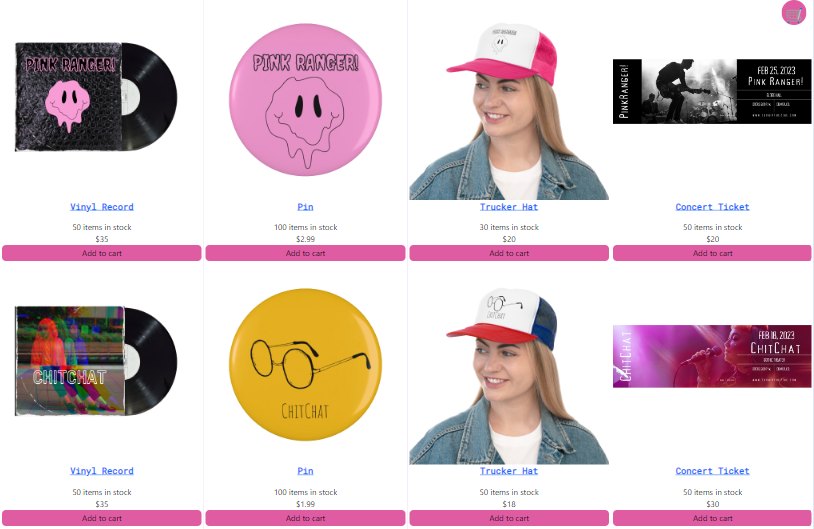 PINK RANGER!
PINK RANGER!
PINK RANGER!
PINKRANGER!
FEB 25, 2023
PINK RANGER!
Vinyl Record
Pin
Trucker Hat
Concert Ticket
50 items in stock
100 items in stock
30 items in stock
50 items in stock
$35
$2.99
$20
$20
Add to cart
Add to cart
Add to cart
Add to cart
CHITCHAT
CHITCHAT
CHITCHAT
CHITCHAT
FEB 18, 2023
CHITCHAT
Vinyl Record
Pin
Trucker Hat
Concert Ticket
50 items in stock
100 items in stock
50 items in stock
50 items in stock
$35
$1.99
$18
$30
Add to cart
Add to cart
Add to cart
Add to cart